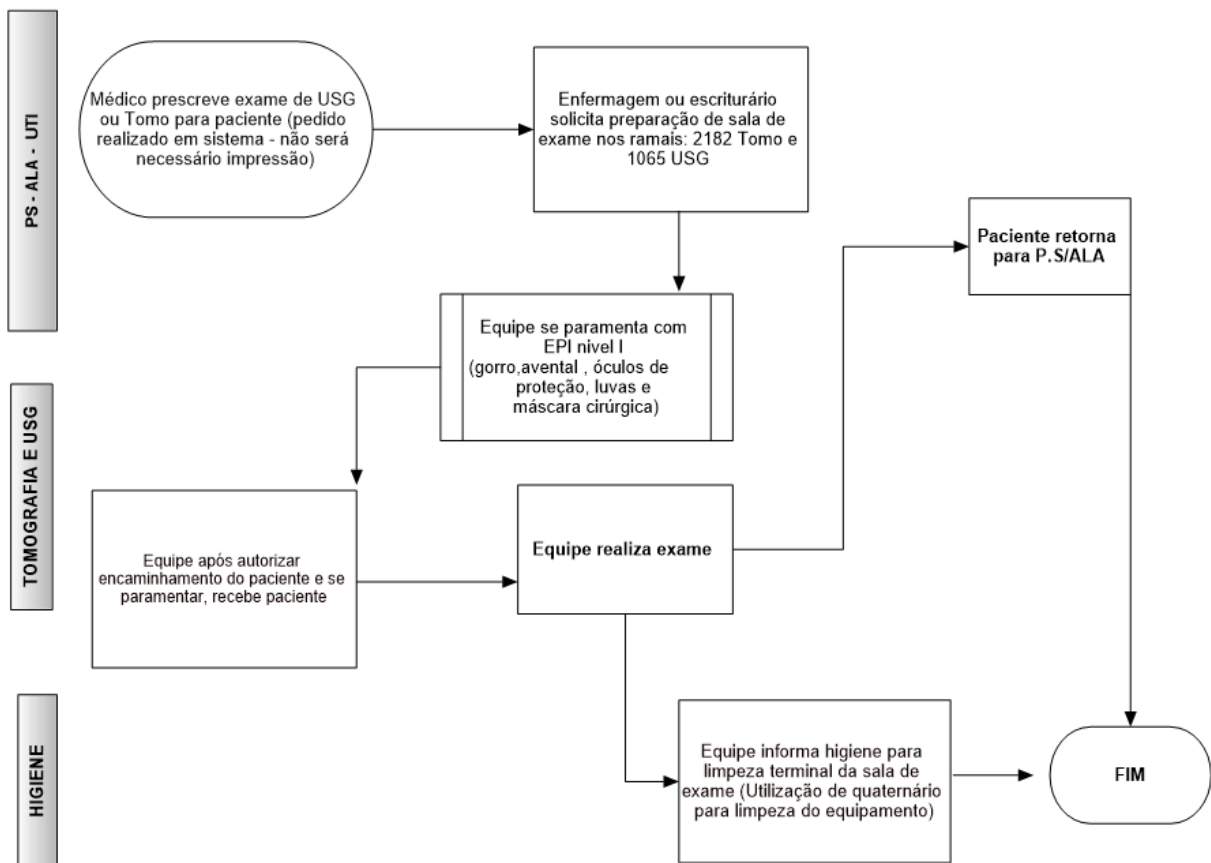 PS - ALA - UTI
Médico prescreve exame de USG
ou Tomo para paciente (pedido
realizado em sistema - não será
necessário impressão)
Enfermagem ou escriturário
solicita preparação de sala de
exame nos ramais: 2182 Tomo e
1065 USG
Paciente retorna
para P.S/ALA
Equipe se paramenta com
EPI nivel I
(gorro,avental , óculos de
proteção, luvas e
máscara cirúrgica)
TOMOGRAFIA E USG
Equipe após autorizar
encaminhamento do paciente e se
paramentar, recebe paciente
Equipe realiza exame
HIGIENE
Equipe informa higiene para
limpeza terminal da sala de
exame (Utilização de quaternário
para limpeza do equipamento)
FIM